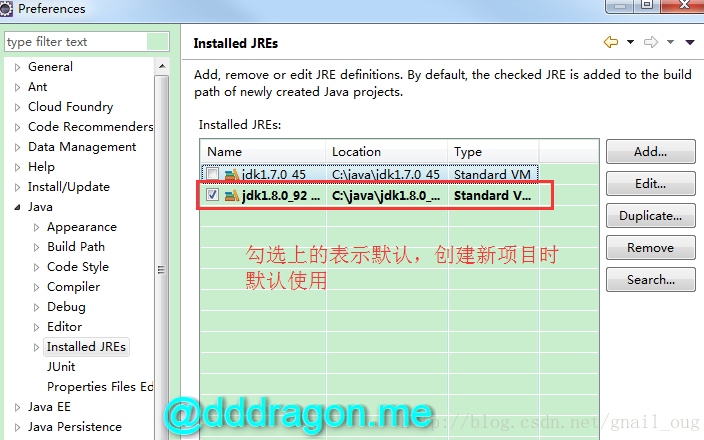 Preferences
type filter text
General
Ant
Cloud Foundry
Code Recommenders
Data Management
Help
Install/Update
Java
Appearance
Build Path
Code Style
Compiler
Debug
Editor
Installed JREs
JUnit
Properties Files Ed
Java EE
Java Persistence
Installed JREs
Add, remove or edit JRE definitions. By default, the checked JRE is added to the build
path of newly created Java projects.
Installed JREs:
Name Location Type
jdk1.7.0_45 C:\java\jdk1.7.0_45 Standard VM
jdk1.8.0_92 ... C:\java\jdk1.8.0_... Standard V...
勾选上的表示默认，创建新项目时
默认使用
Add...
Edit...
Duplicate...
Remove
Search...
@dddragon.me
http://blog.csdn.net/gnail_oug